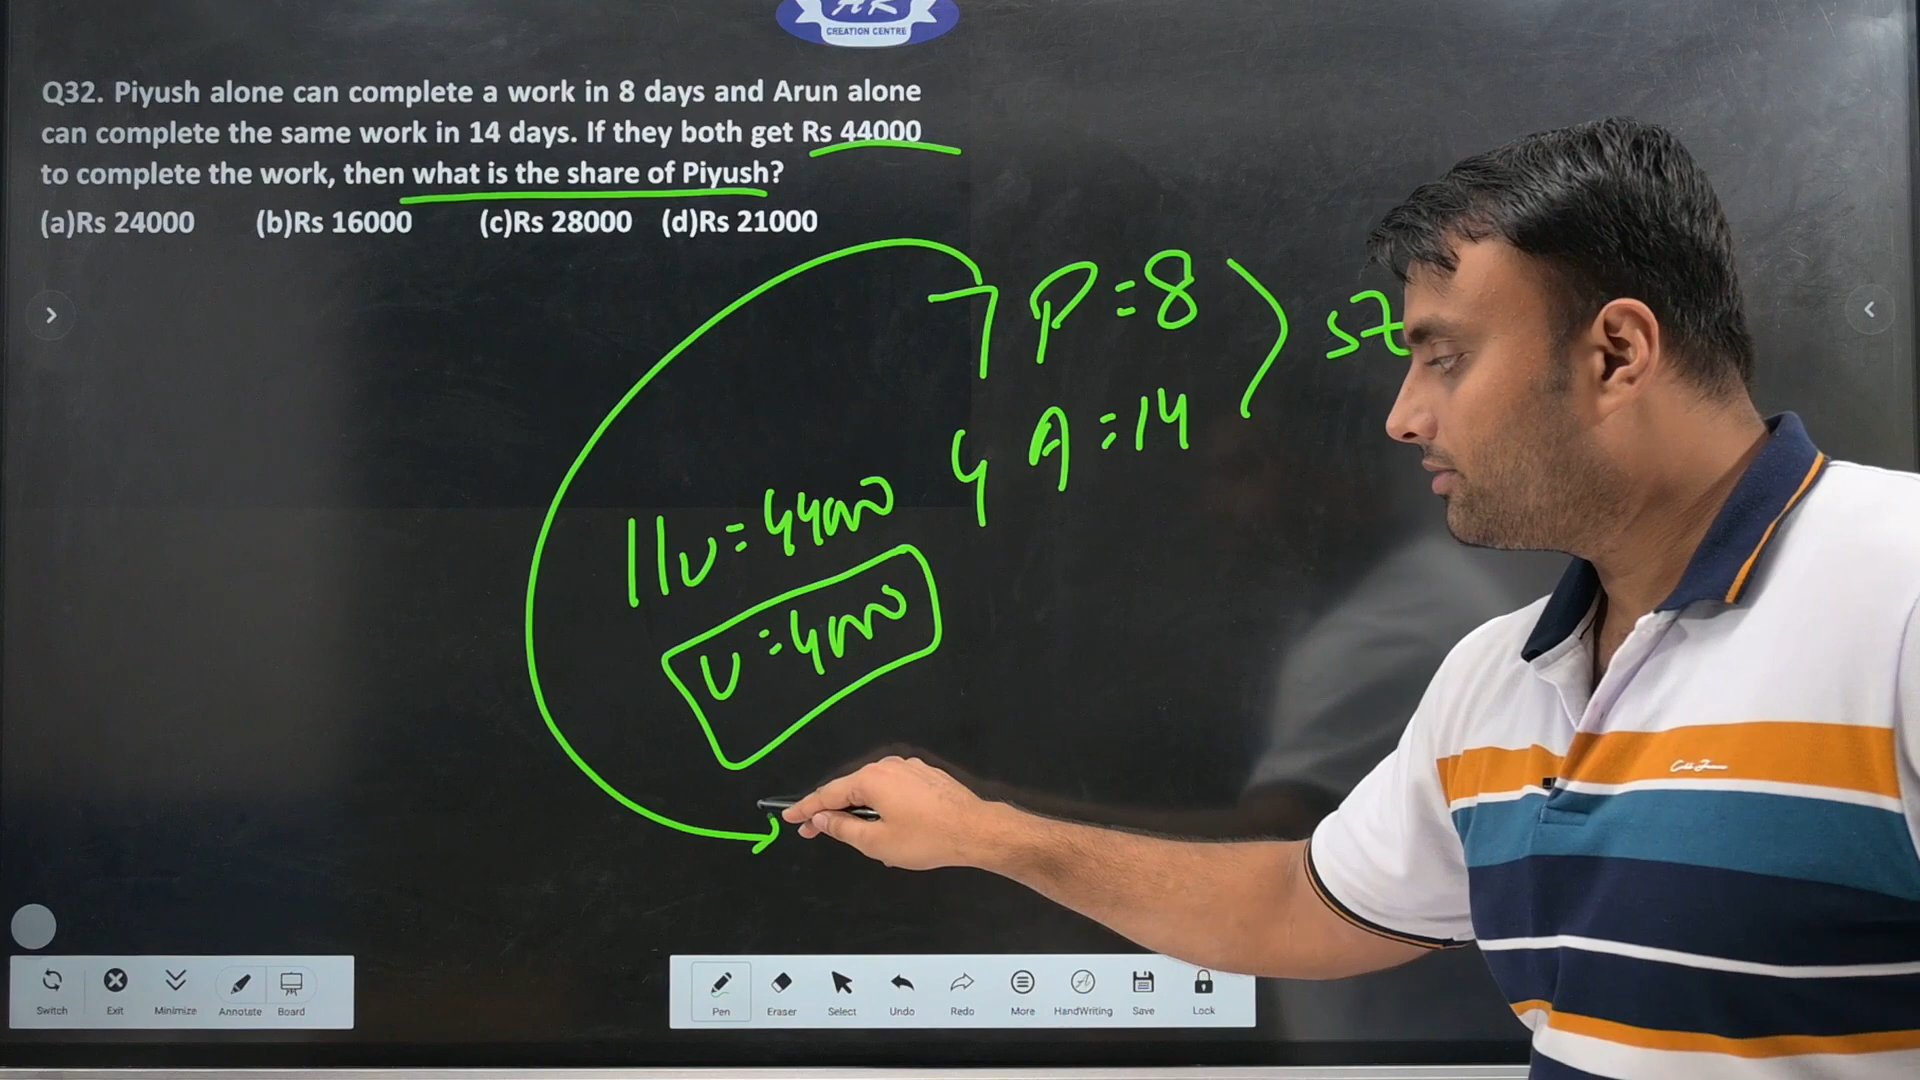 AK
CREATION CENTRE
Q32. Piyush alone can complete a work in 8 days and Arun alone
can complete the same work in 14 days. If they both get Rs 44000
to complete the work, then what is the share of Piyush?
(a)Rs 24000 (b)Rs 16000 (c)Rs 28000 (d)Rs 21000
7 P = 8
4 A = 14
11u = 44000
u = 4000
Switch Exit Minimize Annotate Board
Pen Eraser Select Undo Redo More HandWriting Save Lock